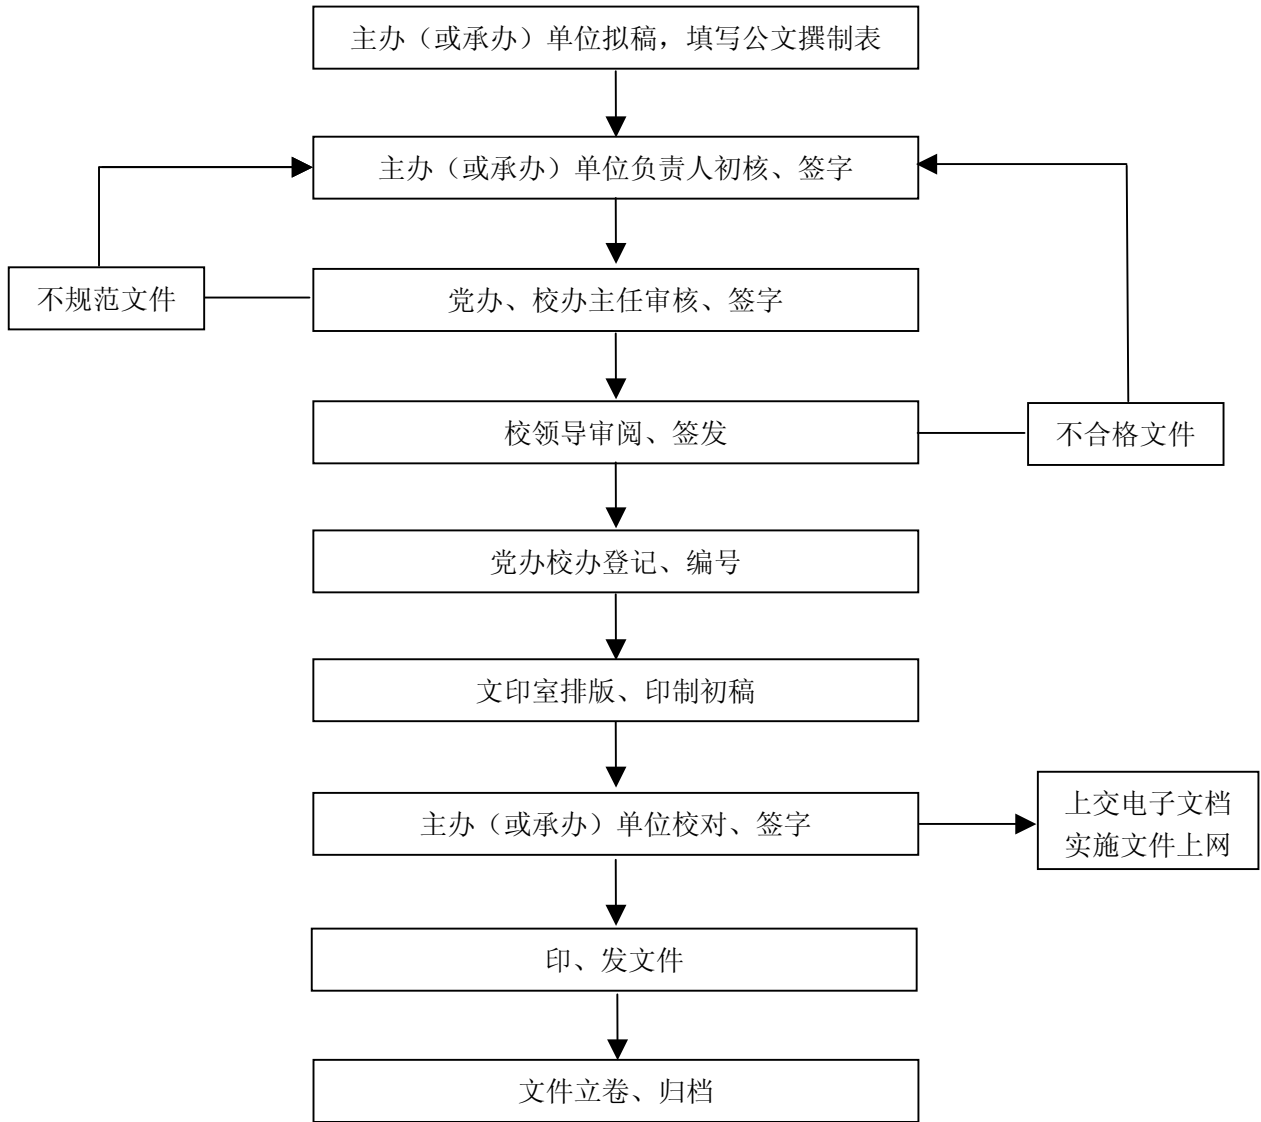 主办（或承办）单位拟稿，填写公文撰制表
主办（或承办）单位负责人初核、签字
不规范文件
党办、校办主任审核、签字
校领导审阅、签发
不合格文件
党办校办登记、编号
文印室排版、印制初稿
主办（或承办）单位校对、签字
上交电子文档
实施文件上网
印、发文件
文件立卷、归档